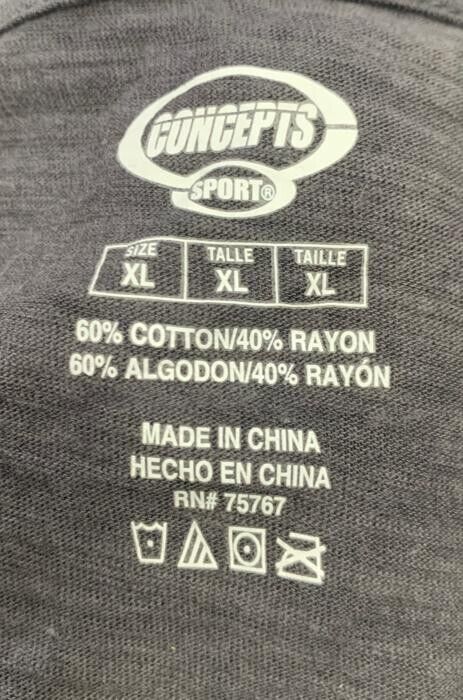 CONCEPTS
SPORT®
SIZE TALLE TAILLE
XL XL XL
60% COTTON/40% RAYON
60% ALGODON/40% RAYÓN
MADE IN CHINA
HECHO EN CHINA
RN# 75767